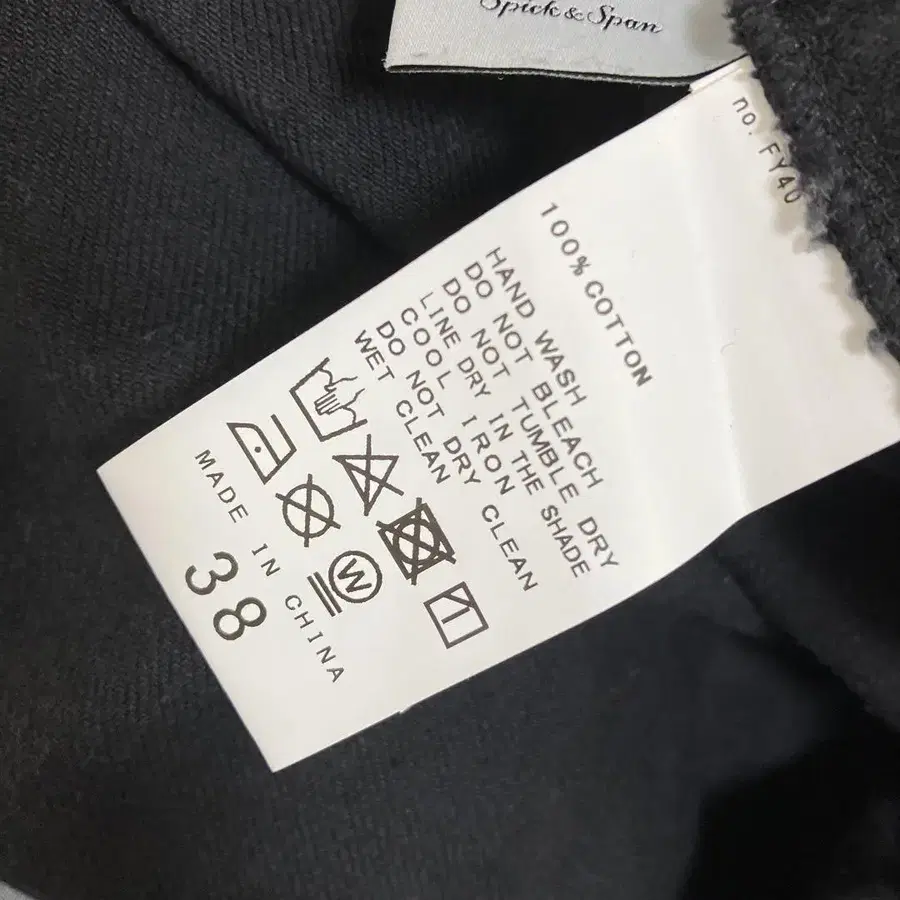 Spick & Span
no. FY40
100% COTTON
HAND WASH
DO NOT BLEACH
DO NOT TUMBLE DRY
LINE DRY IN THE SHADE
COOL IRON
DO NOT DRY CLEAN
WET CLEAN
W
MADE IN CHINA
38